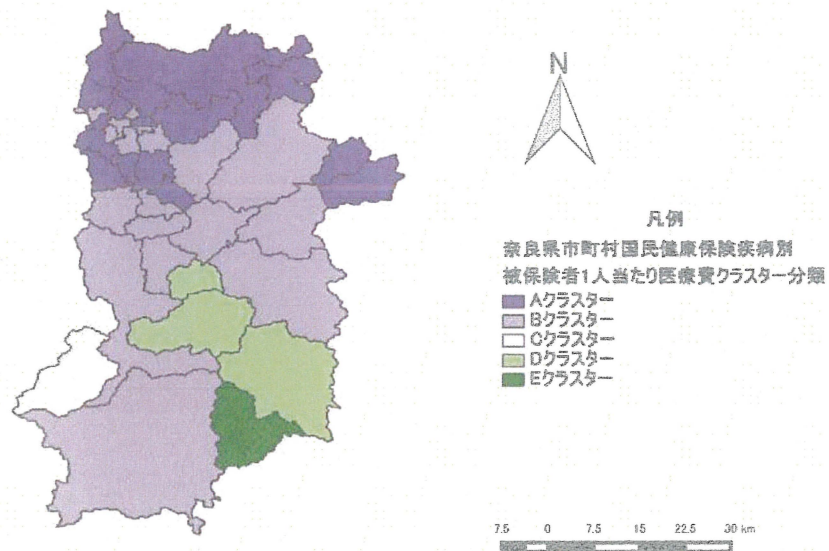 N
凡例
奈良県市町村国民健康保険疾病別
被保険者1人当たり医療費クラスター分類
Aクラスター
Bクラスター
Cクラスター
Dクラスター
Eクラスター
7.5 0 7.5 15 22.5 30 km